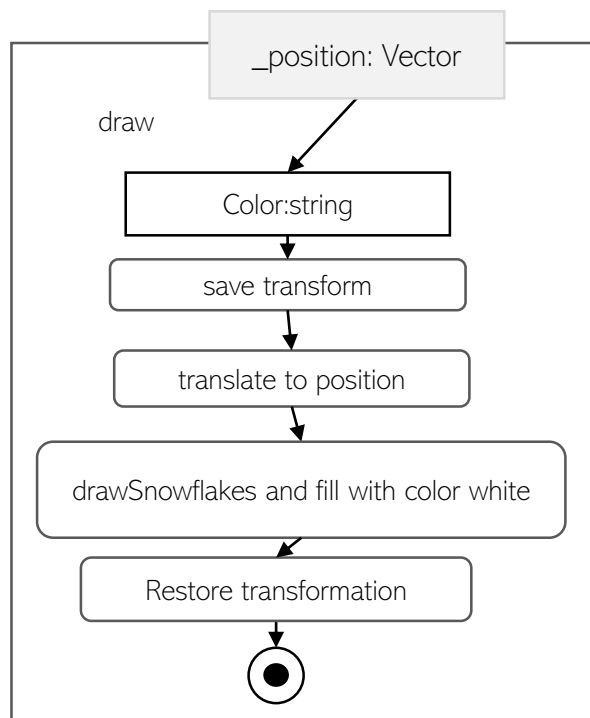 _position: Vector
draw
Color:string
save transform
translate to position
drawSnowflakes and fill with color white
Restore transformation